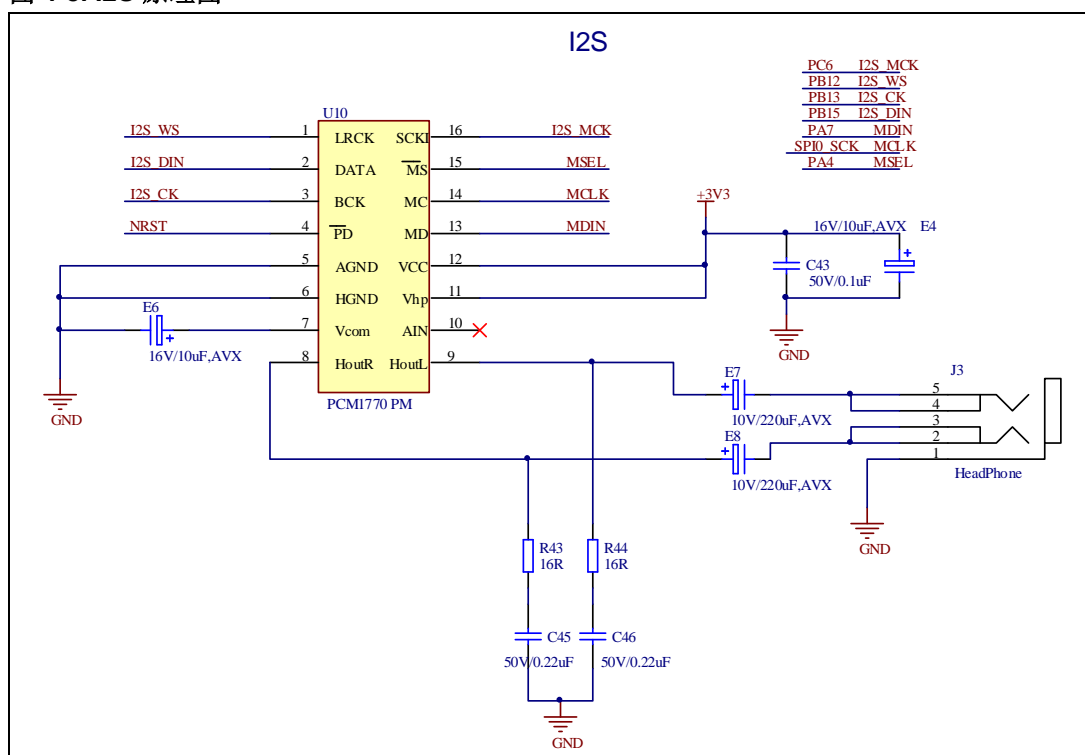 I2S
PC6 I2S_MCK
PB12 I2S_WS
PB13 I2S_CK
PB15 I2S_DIN
PA7 MDIN
SPI0_SCK MCLK
PA4 MSEL
U10
I2S_WS 1 LRCK SCKI 16 I2S_MCK
I2S_DIN 2 DATA MS 15 MSEL
I2S_CK 3 BCK MC 14 MCLK
NRST 4 PD MD 13 MDIN
5 AGND VCC 12
6 HGND Vhp 11
7 Vcom AIN 10
8 HoutR HoutL 9
PCM1770 PM
E6
16V/10uF,AVX
GND
+3V3
16V/10uF,AVX E4
C43
50V/0.1uF
GND
E7
10V/220uF,AVX
E8
10V/220uF,AVX
J3
5
4
3
2
1
HeadPhone
GND
R43
16R
R44
16R
C45
50V/0.22uF
C46
50V/0.22uF
GND